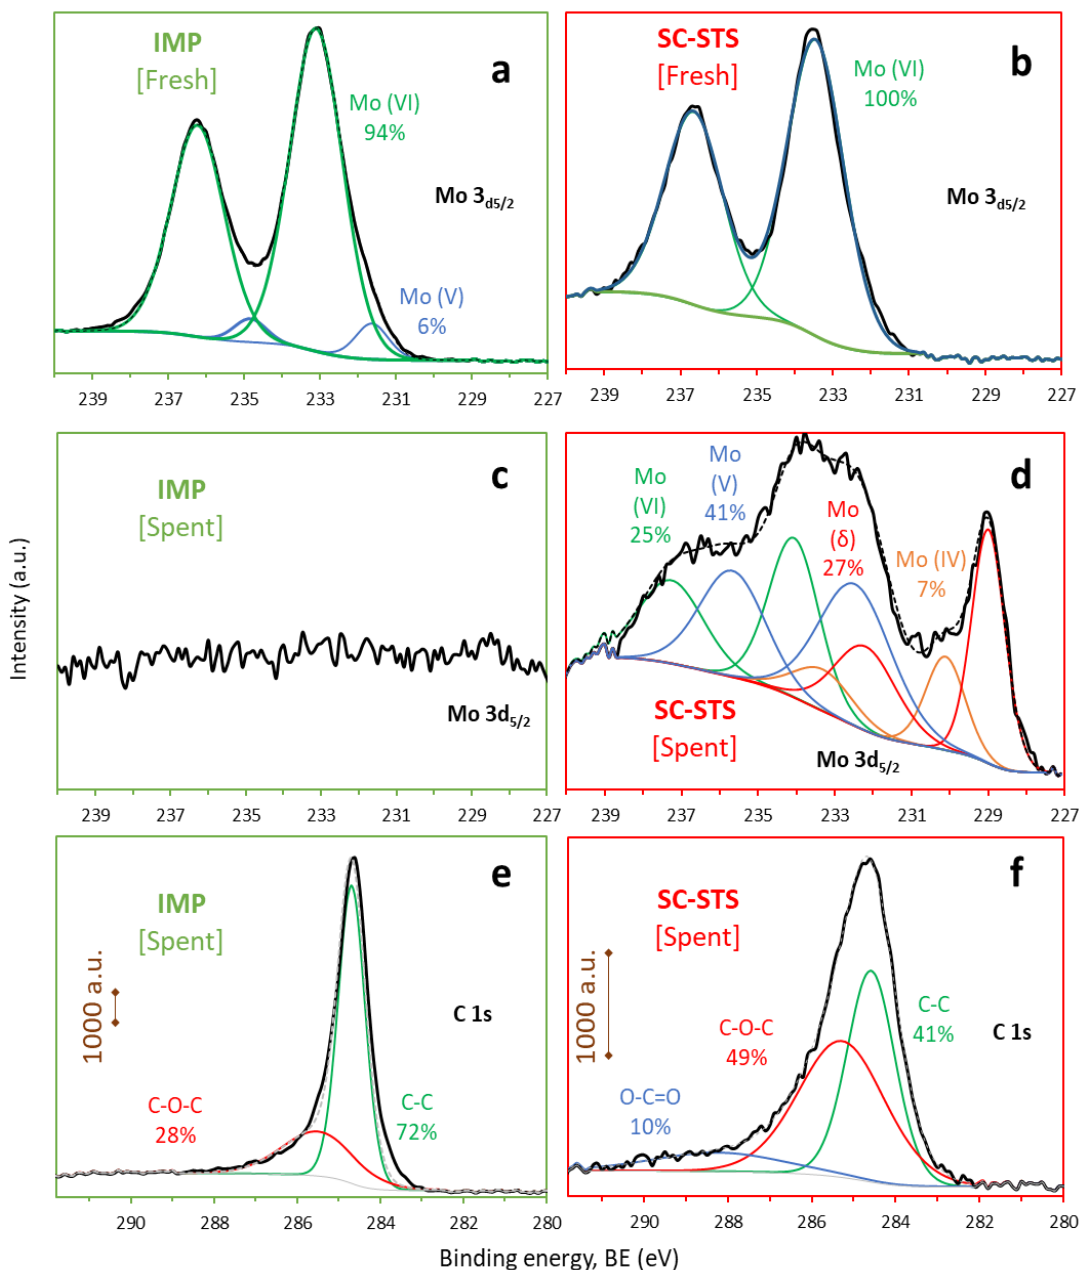 IMP
[Fresh]
a
Mo (VI)
94%
Mo 3d5/2
Mo (V)
6%
239 237 235 233 231 229 227
SC-STS
[Fresh]
b
Mo (VI)
100%
Mo 3d5/2
239 237 235 233 231 229 227
Intensity (a.u.)
IMP
[Spent]
c
Mo 3d5/2
239 237 235 233 231 229 227
d
Mo
(VI)
25%
Mo
(V)
41%
Mo
(δ)
27%
Mo (IV)
7%
SC-STS
[Spent]
Mo 3d5/2
239 237 235 233 231 229 227
IMP
[Spent]
e
1000 a.u.
C 1s
C-O-C
28%
C-C
72%
290 288 286 284 282 280
SC-STS
[Spent]
f
1000 a.u.
C-O-C
49%
C-C
41%
C 1s
O-C=O
10%
290 288 286 284 282 280
Binding energy, BE (eV)